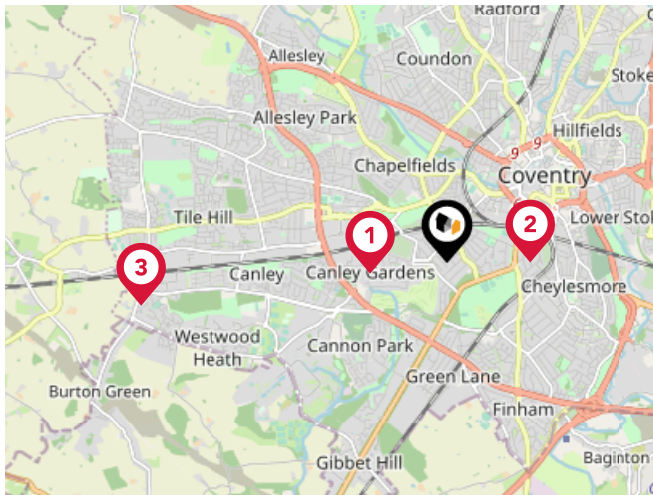 Radford
Allesley
Coundon
Stoke
Allesley Park
Hillfields
9
9
Chapelfields
Coventry
Tile Hill
1
2
Lower Stok
3
Canley
Canley Gardens
Cheylesmore
Westwood
Heath
Cannon Park
Green Lane
Burton Green
Finham
Gibbet Hill
Baginton